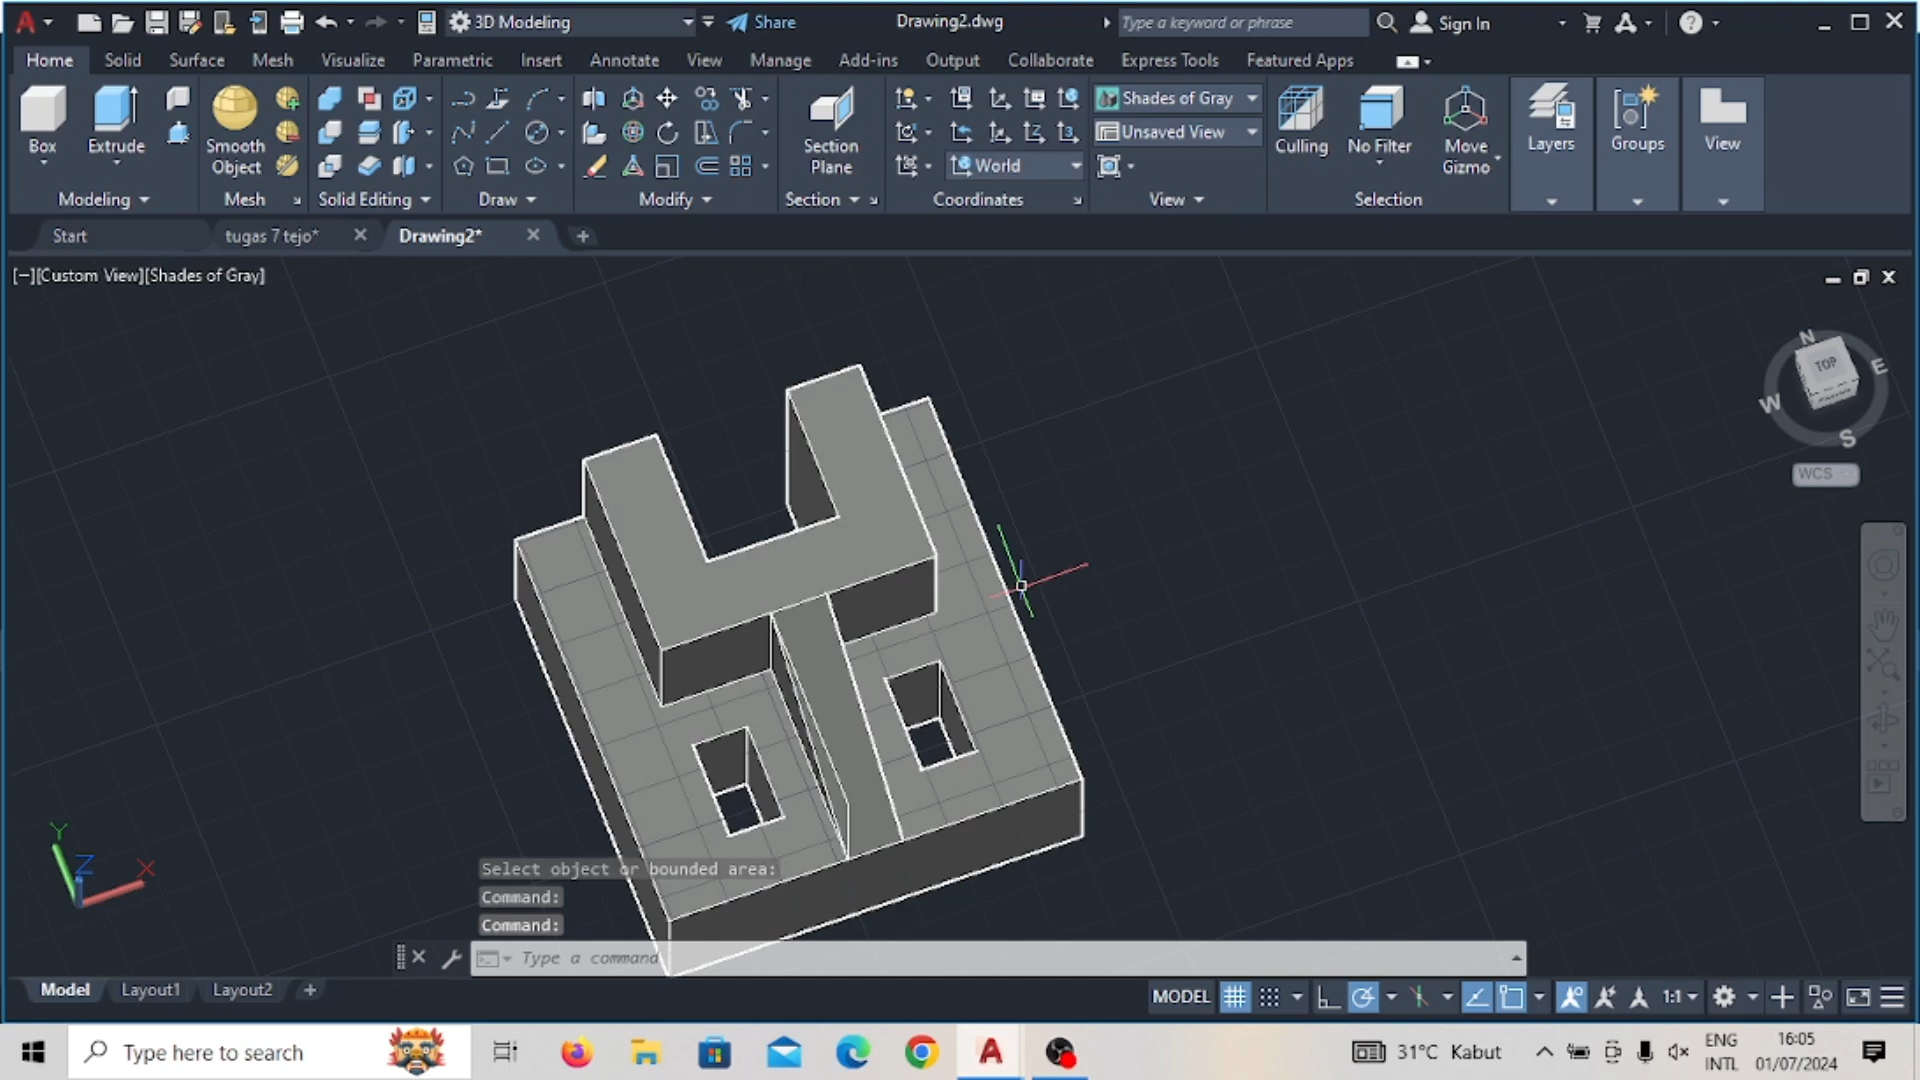 3D Modeling
Share
Drawing2.dwg
Type a keyword or phrase
Sign In
Home Solid Surface Mesh Visualize Parametric Insert Annotate View Manage Add-ins Output Collaborate Express Tools Featured Apps
Box
Extrude
Smooth
Object
Section
Plane
Shades of Gray
Unsaved View
World
Culling
No Filter
Move
Gizmo
Layers
Groups
View
Modeling
Mesh
Solid Editing
Draw
Modify
Section
Coordinates
View
Selection
Start
tugas 7 tejo*
Drawing2*
[−][Custom View][Shades of Gray]
N
TOP
E
W
S
WCS
Y
Z
X
Select object or bounded area:
Command:
Command:
Type a command
Model
Layout1
Layout2
MODEL
1:1
Type here to search
31°C Kabut
ENG
INTL
16:05
01/07/2024